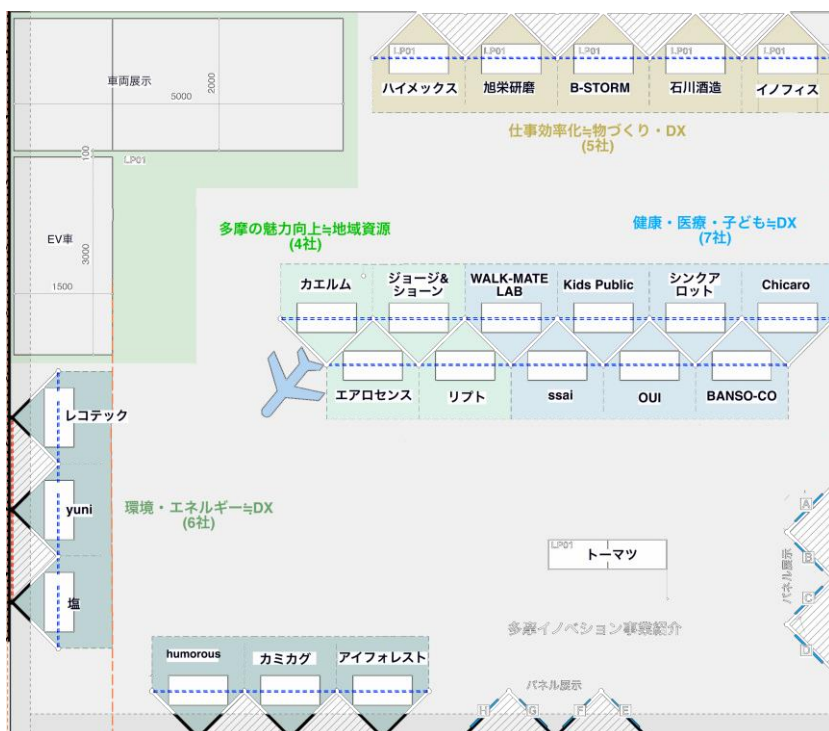 車両展示
2000
5000
LP01
100
EV車
3000
1500
LP01
LP01
LP01
LP01
LP01
ハイメックス
旭栄研磨
B-STORM
石川酒造
イノフィス
仕事効率化≒物づくり・DX
(5社)
多摩の魅力向上≒地域資源
(4社)
健康・医療・子ども≒DX
(7社)
カエルム
ジョージ&
ショーン
WALK-MATE
LAB
Kids Public
シンクア
ロット
Chicaro
エアロセンス
リプト
ssai
OUI
BANSO-CO
レコテック
yuni
塩
環境・エネルギー≒DX
(6社)
LP01
トーマツ
多摩イノベション事業紹介
パネル展示
A
B
C
D
humorous
カミカグ
アイフォレスト
パネル展示
H
G
F
E